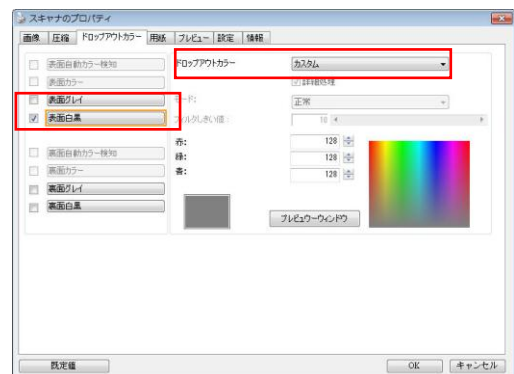 スキャナのプロパティ
画像 圧縮 ドロップアウトカラー 用紙 プレビュー 設定 情報
表面自動カラー検知
表面カラー
表面グレイ
表面白黒
裏面自動カラー検知
裏面カラー
裏面グレイ
裏面白黒
ドロップアウトカラー カスタム
詳細処理
モード: 正常
フィルタしきい値: 10
赤: 128
緑: 128
青: 128
プレビューウィンドウ
既定値 OK キャンセル